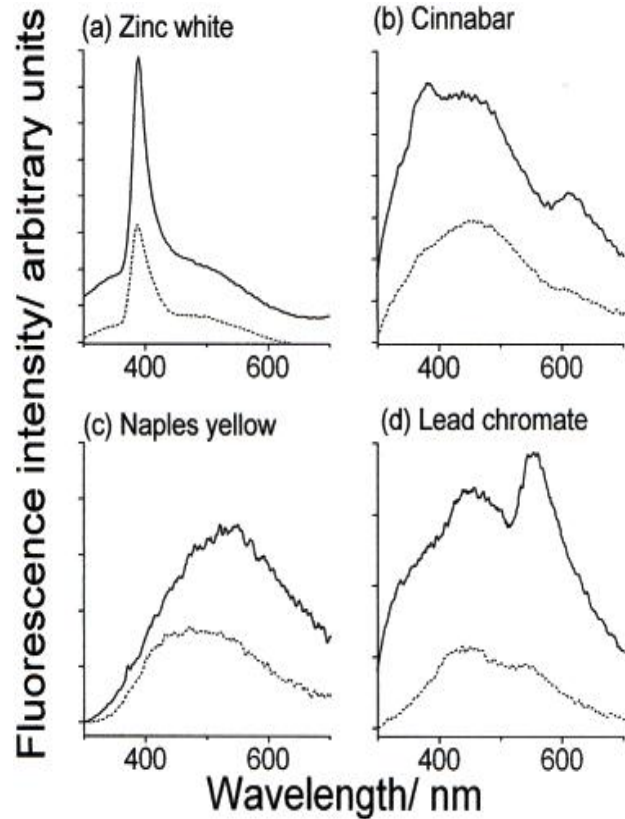 Fluorescence intensity/ arbitrary units
(a) Zinc white
(b) Cinnabar
400
600
400
600
(c) Naples yellow
(d) Lead chromate
400
600
400
600
Wavelength/ nm